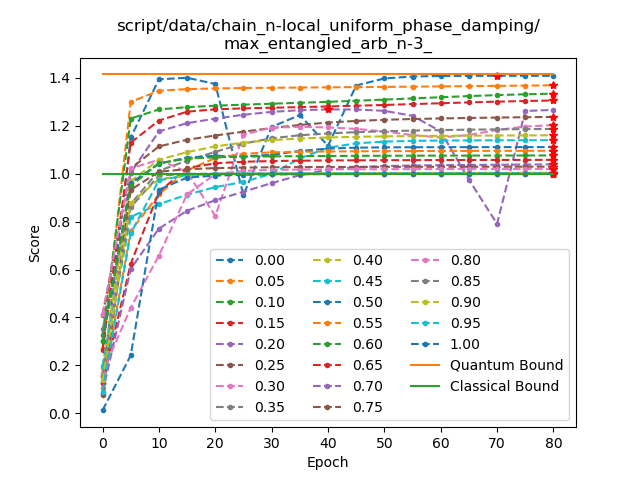 script/data/chain_n-local_uniform_phase_damping/
max_entangled_arb_n-3_
Score
1.4
1.2
1.0
0.8
0.6
0.4
0.2
0.0
0.00 0.40 0.80
0.05 0.45 0.85
0.10 0.50 0.90
0.15 0.55 0.95
0.20 0.60 1.00
0.25 0.65 Quantum Bound
0.30 0.70 Classical Bound
0.35 0.75
0 10 20 30 40 50 60 70 80
Epoch